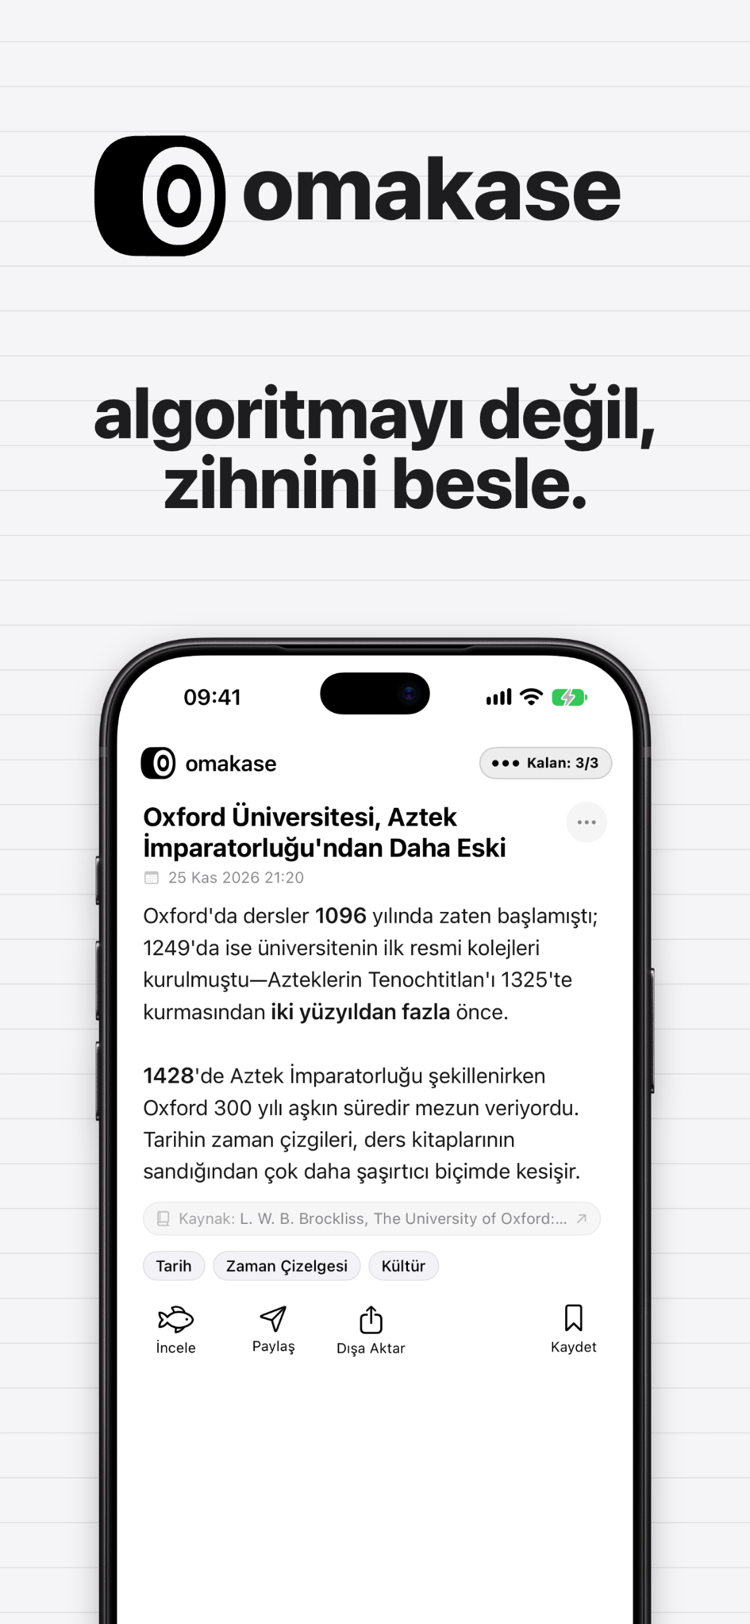 omakase
algoritmayı değil,
zihnini besle.
09:41
omakase
••• Kalan: 3/3
Oxford Üniversitesi, Aztek
İmparatorluğu'ndan Daha Eski
25 Kas 2026 21:20
Oxford'da dersler 1096 yılında zaten başlamıştı;
1249'da ise üniversitenin ilk resmi kolejleri
kurulmuştu—Azteklerin Tenochtitlan'ı 1325'te
kurmasından iki yüzyıldan fazla önce.
1428'de Aztek İmparatorluğu şekillenirken
Oxford 300 yılı aşkın süredir mezun veriyordu.
Tarihin zaman çizgileri, ders kitaplarının
sandığından çok daha şaşırtıcı biçimde kesişir.
Kaynak: L. W. B. Brockliss, The University of Oxford:...
Tarih Zaman Çizelgesi Kültür
İncele Paylaş Dışa Aktar Kaydet